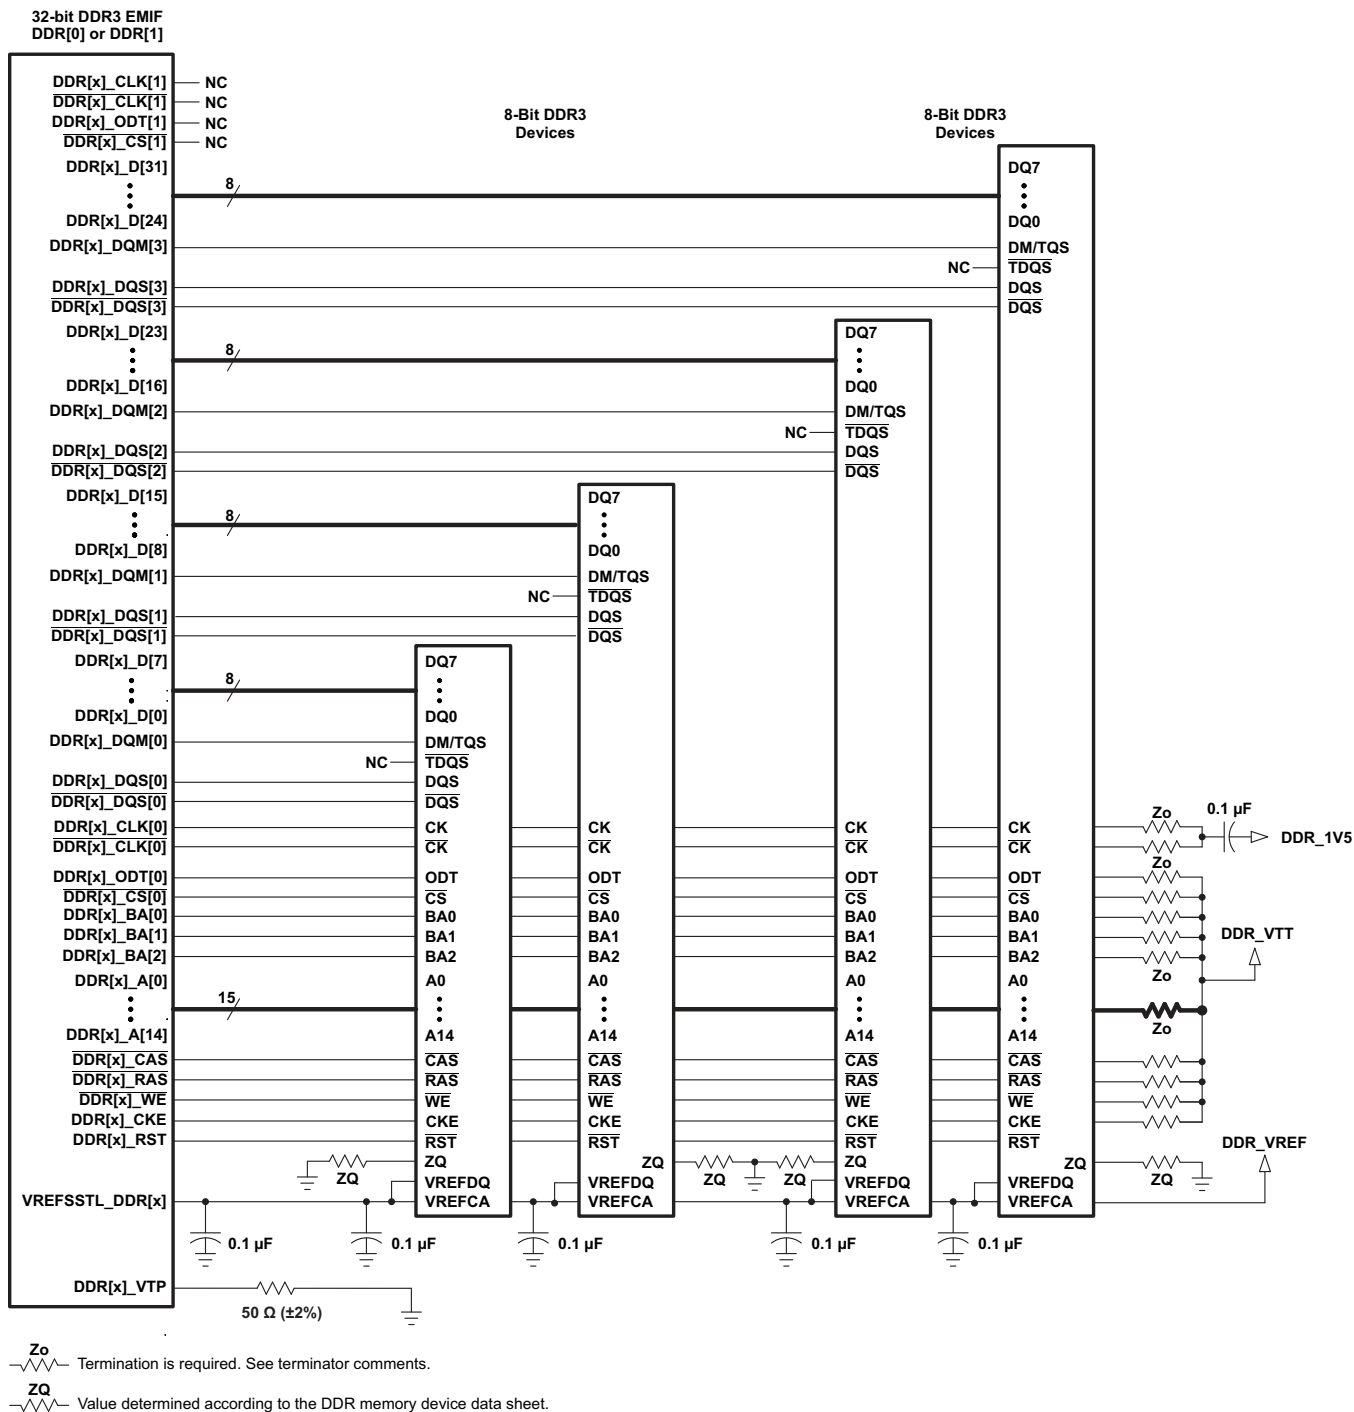 32-bit DDR3 EMIF
DDR[0] or DDR[1]
DDR[x]_CLK[1] NC
DDR[x]_CLK[1] NC
DDR[x]_ODT[1] NC
DDR[x]_CS[1] NC
8-Bit DDR3
Devices
8-Bit DDR3
Devices
DDR[x]_D[31] DQ7
8
DDR[x]_D[24] DQ0
DDR[x]_DQM[3] DM/TQS
NC TDQS
DDR[x]_DQS[3] DQS
DDR[x]_DQS[3] DQS
DDR[x]_D[23] DQ7
8
DDR[x]_D[16] DQ0
DDR[x]_DQM[2] DM/TQS
NC TDQS
DDR[x]_DQS[2] DQS
DDR[x]_DQS[2] DQS
DDR[x]_D[15] DQ7
8
DDR[x]_D[8] DQ0
DDR[x]_DQM[1] DM/TQS
NC TDQS
DDR[x]_DQS[1] DQS
DDR[x]_DQS[1] DQS
DDR[x]_D[7] DQ7
8
DDR[x]_D[0] DQ0
DDR[x]_DQM[0] DM/TQS
NC TDQS
DDR[x]_DQS[0] DQS
DDR[x]_DQS[0] DQS
Zo 0.1 µF
DDR[x]_CLK[0] CK CK CK CK
DDR_1V5
DDR[x]_CLK[0] CK CK CK CK
Zo
DDR[x]_ODT[0] ODT ODT ODT ODT
DDR[x]_CS[0] CS CS CS CS
DDR[x]_BA[0] BA0 BA0 BA0 BA0
DDR[x]_BA[1] BA1 BA1 BA1 BA1 DDR_VTT
DDR[x]_BA[2] BA2 BA2 BA2 BA2
Zo
DDR[x]_A[0] A0 A0 A0 A0
15
Zo
DDR[x]_A[14] A14 A14 A14 A14
DDR[x]_CAS CAS CAS CAS CAS
DDR[x]_RAS RAS RAS RAS RAS
DDR[x]_WE WE WE WE WE
DDR[x]_CKE CKE CKE CKE CKE
DDR[x]_RST RST RST RST RST DDR_VREF
ZQ ZQ ZQ ZQ
ZQ ZQ ZQ ZQ
VREFDQ VREFDQ VREFDQ VREFDQ
VREFSSTL_DDR[x] VREFCA VREFCA VREFCA VREFCA
0.1 µF 0.1 µF 0.1 µF 0.1 µF 0.1 µF
DDR[x]_VTP
50 Ω (±2%)
Zo
Termination is required. See terminator comments.
ZQ
Value determined according to the DDR memory device data sheet.